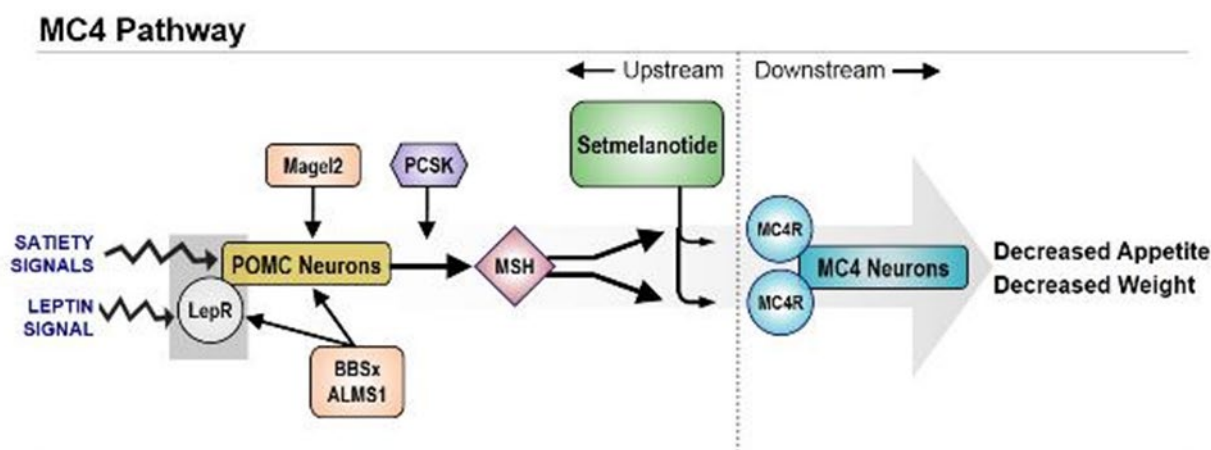 MC4 Pathway
Upstream
Downstream
Setmelanotide
Magel2
PCSK
SATIETY
SIGNALS
POMC Neurons
MSH
MC4R
MC4 Neurons
Decreased Appetite
Decreased Weight
LEPTIN
SIGNAL
LepR
MC4R
BBSx
ALMS1